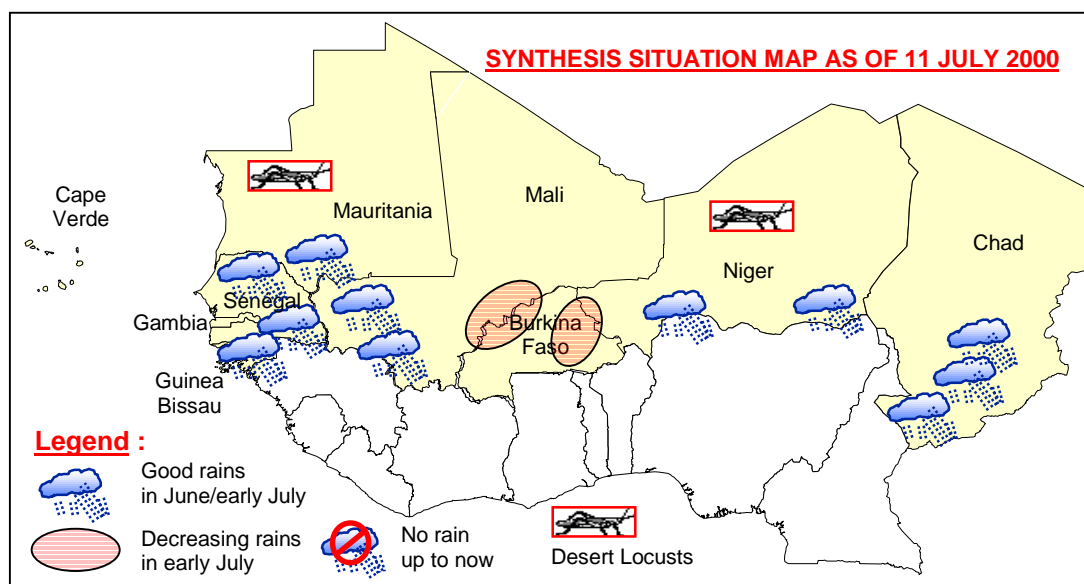 SYNTHESIS SITUATION MAP AS OF 11 JULY 2000
Cape
Verde
Mauritania
Mali
Niger
Chad
Senegal
Gambia
Burkina
Faso
Guinea
Bissau
Legend :
Good rains
in June/early July
Decreasing rains
in early July
No rain
up to now
Desert Locusts